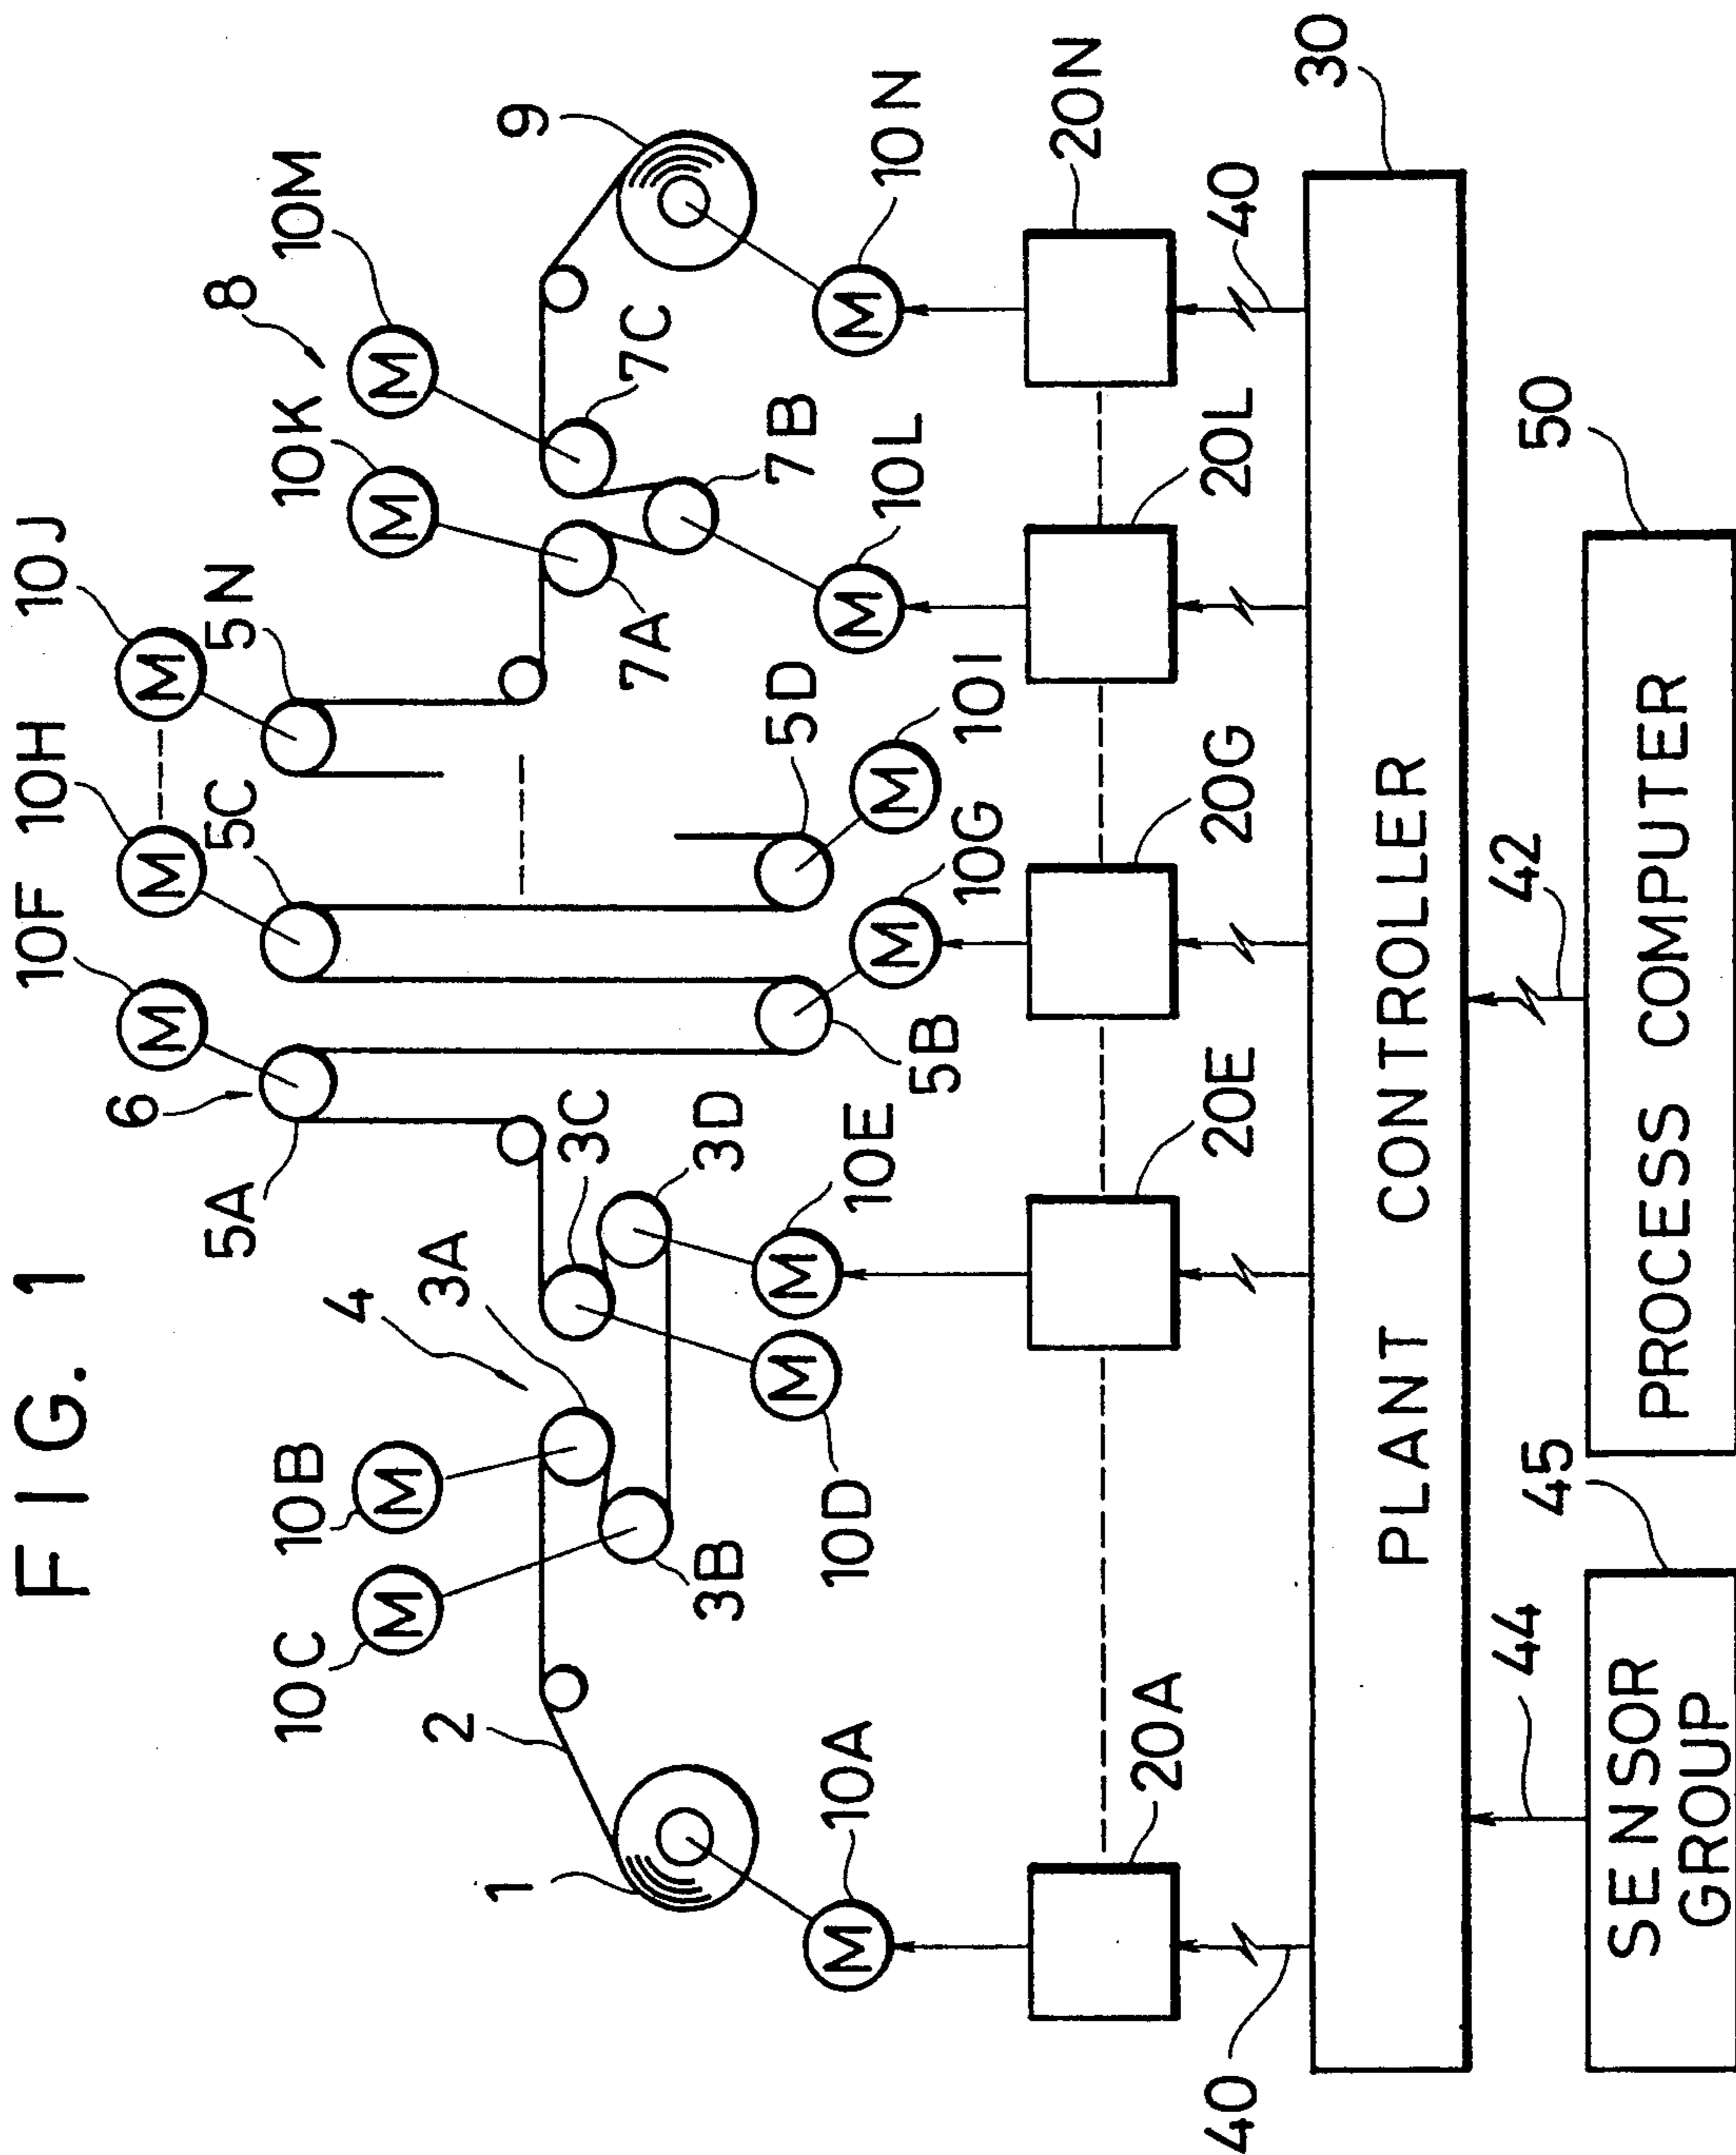 FIG. 1
10F
10H
10J
6
5A
5C
5N
10C
10B
4
3A
10K
8
10M
2
3C
7A
7C
9
1
3B
3D
5B
5D
7B
10A
10D
10E
10G
10I
10L
10N
20A
20E
20G
20L
20N
M
M
M
M
M
M
M
M
M
M
M
M
M
M
40
40
30
PLANT CONTROLLER
44
45
42
50
SENSOR
GROUP
PROCESS COMPUTER